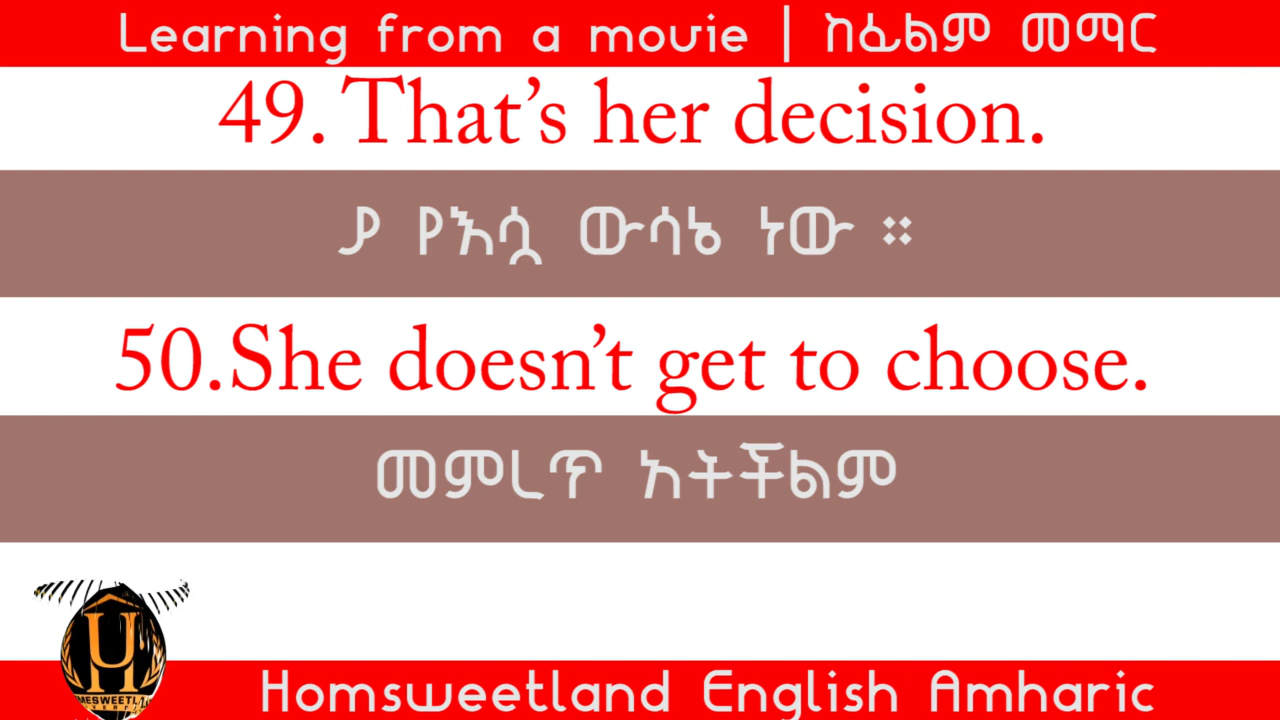 Learning from a movie | ከፊልም መማር
49. That's her decision.
ያ የእሷ ውሳኔ ነው ።
50.She doesn't get to choose.
መምረጥ አትችልም
Homsweetland English Amharic